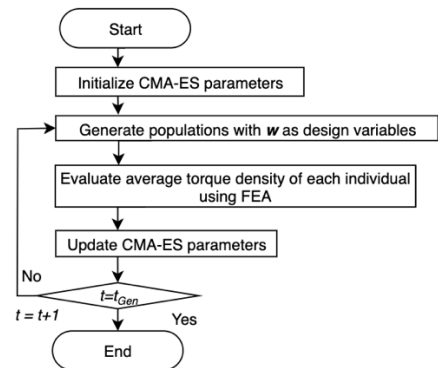 Start
Initialize CMA-ES parameters
Generate populations with w as design variables
Evaluate average torque density of each individual
using FEA
Update CMA-ES parameters
No
t=tGen
t = t+1
Yes
End